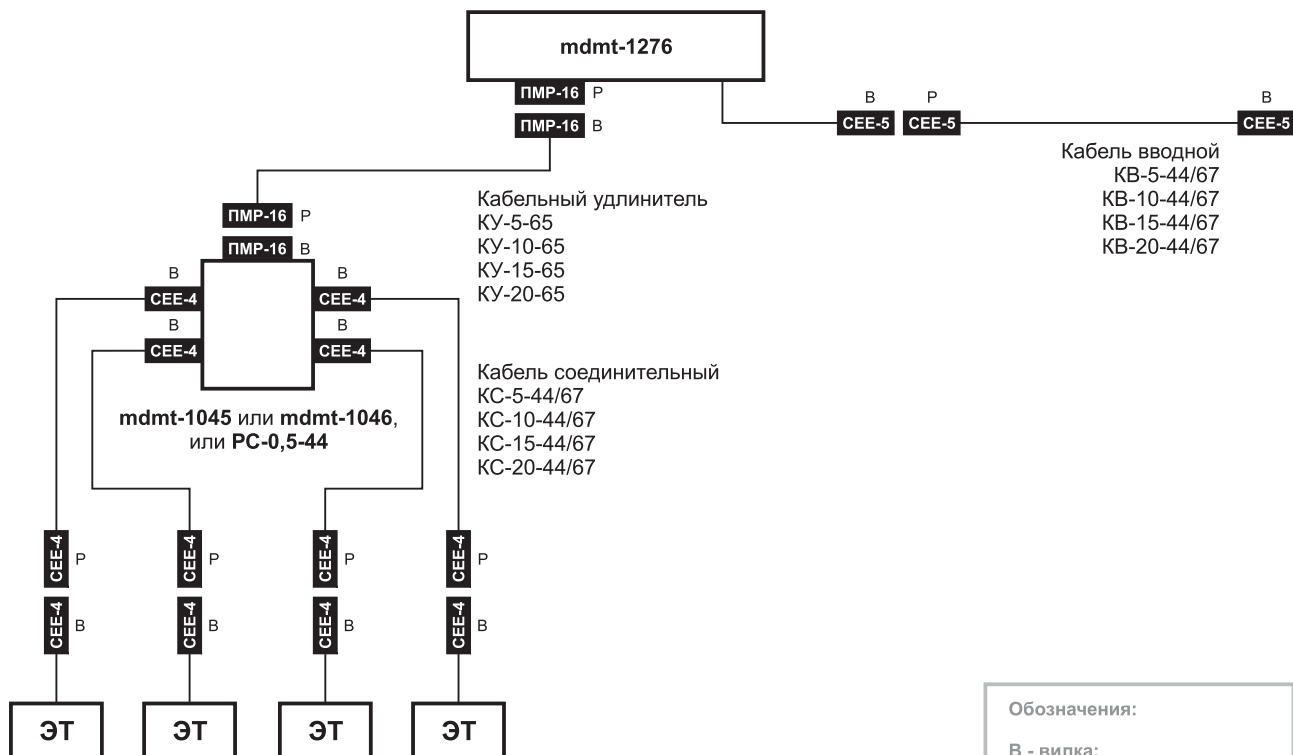 mdmt-1276
ПМР-16 Р
ПМР-16 В
В Р В
СЕЕ-5 СЕЕ-5 СЕЕ-5
Кабель вводной
КВ-5-44/67
КВ-10-44/67
КВ-15-44/67
КВ-20-44/67
Кабельный удлинитель
КУ-5-65
КУ-10-65
КУ-15-65
КУ-20-65
ПМР-16 Р
ПМР-16 В
В В
СЕЕ-4 СЕЕ-4
В В
СЕЕ-4 СЕЕ-4
mdmt-1045 или mdmt-1046,
или РС-0,5-44
Кабель соединительный
КС-5-44/67
КС-10-44/67
КС-15-44/67
КС-20-44/67
СЕЕ-4 Р СЕЕ-4 Р СЕЕ-4 Р СЕЕ-4 Р
СЕЕ-4 В СЕЕ-4 В СЕЕ-4 В СЕЕ-4 В
ЭТ ЭТ ЭТ ЭТ
Обозначения:
В - вилка;